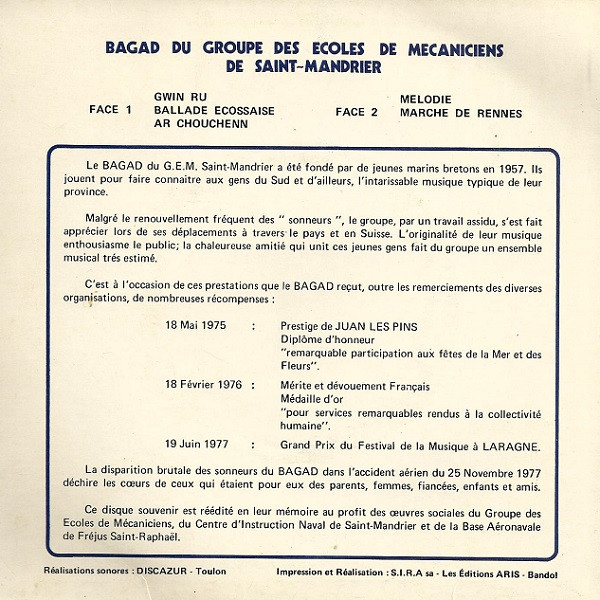 BAGAD DU GROUPE DES ECOLES DE MECANICIENS
DE SAINT-MANDRIER
FACE 1
GWIN RU
BALLADE ECOSSAISE
AR CHOUCHENN
FACE 2
MELODIE
MARCHE DE RENNES
Le BAGAD du G.E.M. Saint-Mandrier a été fondé par de jeunes marins bretons en 1957. Ils
jouent pour faire connaitre aux gens du Sud et d'ailleurs, l'intarissable musique typique de leur
province.
Malgré le renouvellement fréquent des " sonneurs ", le groupe, par un travail assidu, s'est fait
apprécier lors de ses déplacements à travers le pays et en Suisse. L'originalité de leur musique
enthousiasme le public; la chaleureuse amitié qui unit ces jeunes gens fait du groupe un ensemble
musical trés estimé.
C'est à l'occasion de ces prestations que le BAGAD reçut, outre les remerciements des diverses
organisations, de nombreuses récompenses :
18 Mai 1975 : Prestige de JUAN LES PINS
Diplôme d'honneur
"remarquable participation aux fêtes de la Mer et des
Fleurs".
18 Février 1976 : Mérite et dévouement Français
Médaille d'or
"pour services remarquables rendus à la collectivité
humaine".
19 Juin 1977 : Grand Prix du Festival de la Musique à LARAGNE.
La disparition brutale des sonneurs du BAGAD dans l'accident aérien du 25 Novembre 1977
déchire les cœurs de ceux qui étaient pour eux des parents, femmes, fiancées, enfants et amis.
Ce disque souvenir est réédité en leur mémoire au profit des œuvres sociales du Groupe des
Ecoles de Mécaniciens, du Centre d'Instruction Naval de Saint-Mandrier et de la Base Aéronavale
de Fréjus Saint-Raphaël.
Réalisations sonores : DISCAZUR - Toulon
Impression et Réalisation : S.I.R.A sa - Les Éditions ARIS - Bandol